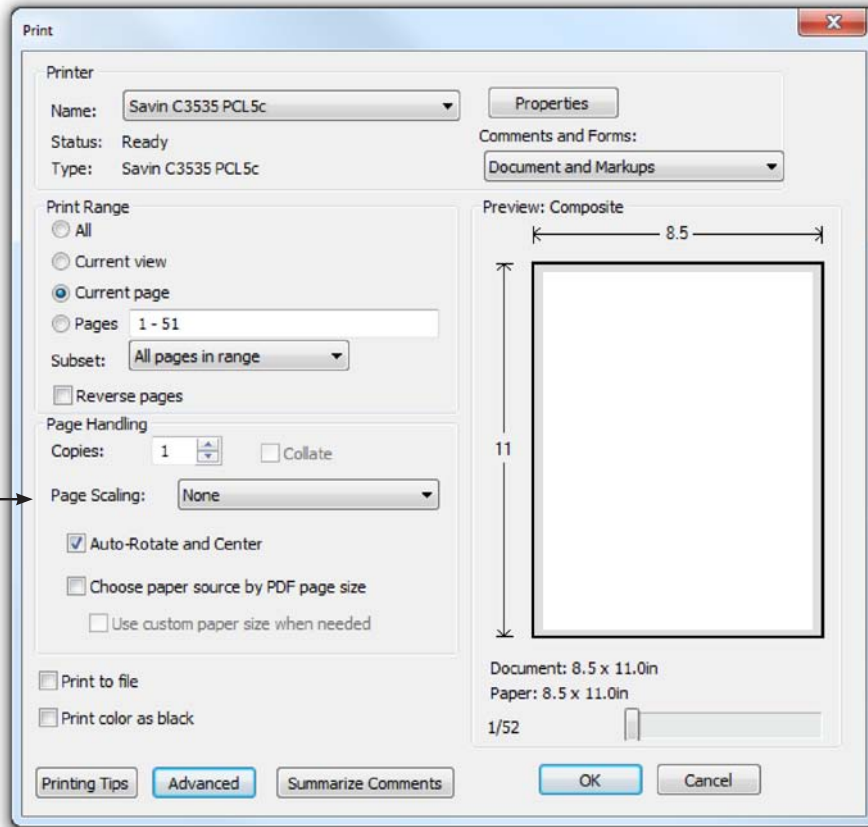 Print
Printer
Name: Savin C3535 PCL5c Properties
Status: Ready Comments and Forms:
Type: Savin C3535 PCL5c Document and Markups
Print Range
All
Current view
Current page
Pages 1 - 51
Subset: All pages in range
Reverse pages
Page Handling
Copies: 1 Collate
Page Scaling: None
Auto-Rotate and Center
Choose paper source by PDF page size
Use custom paper size when needed
Print to file
Print color as black
Preview: Composite
8.5
11
Document: 8.5 x 11.0in
Paper: 8.5 x 11.0in
1/52
Printing Tips Advanced Summarize Comments OK Cancel